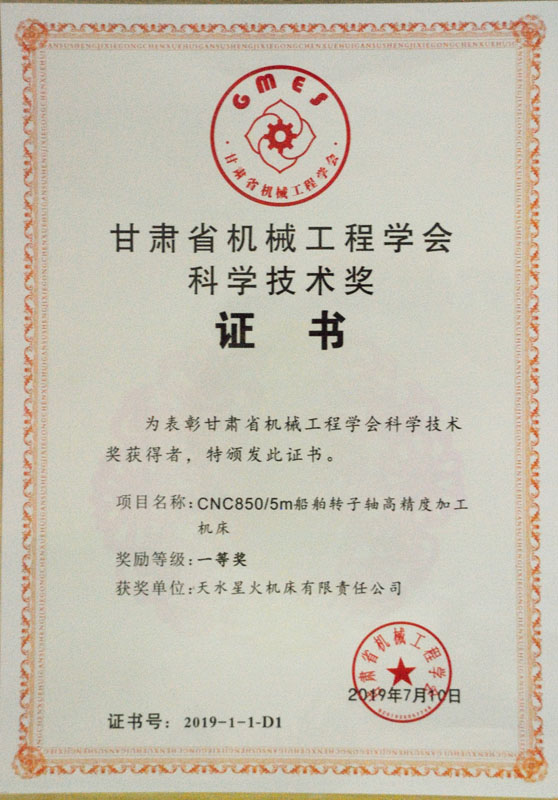 GMES
·甘肃省机械工程学会·
甘肃省机械工程学会
科学技术奖
证 书
为表彰甘肃省机械工程学会科学技术
奖获得者，特颁发此证书。
项目名称：CNC850/5m船舶转子轴高精度加工
机床
奖励等级：一等奖
获奖单位：天水星火机床有限责任公司
甘肃省机械工程学会
2019年7月10日
证书号：2019-1-1-D1